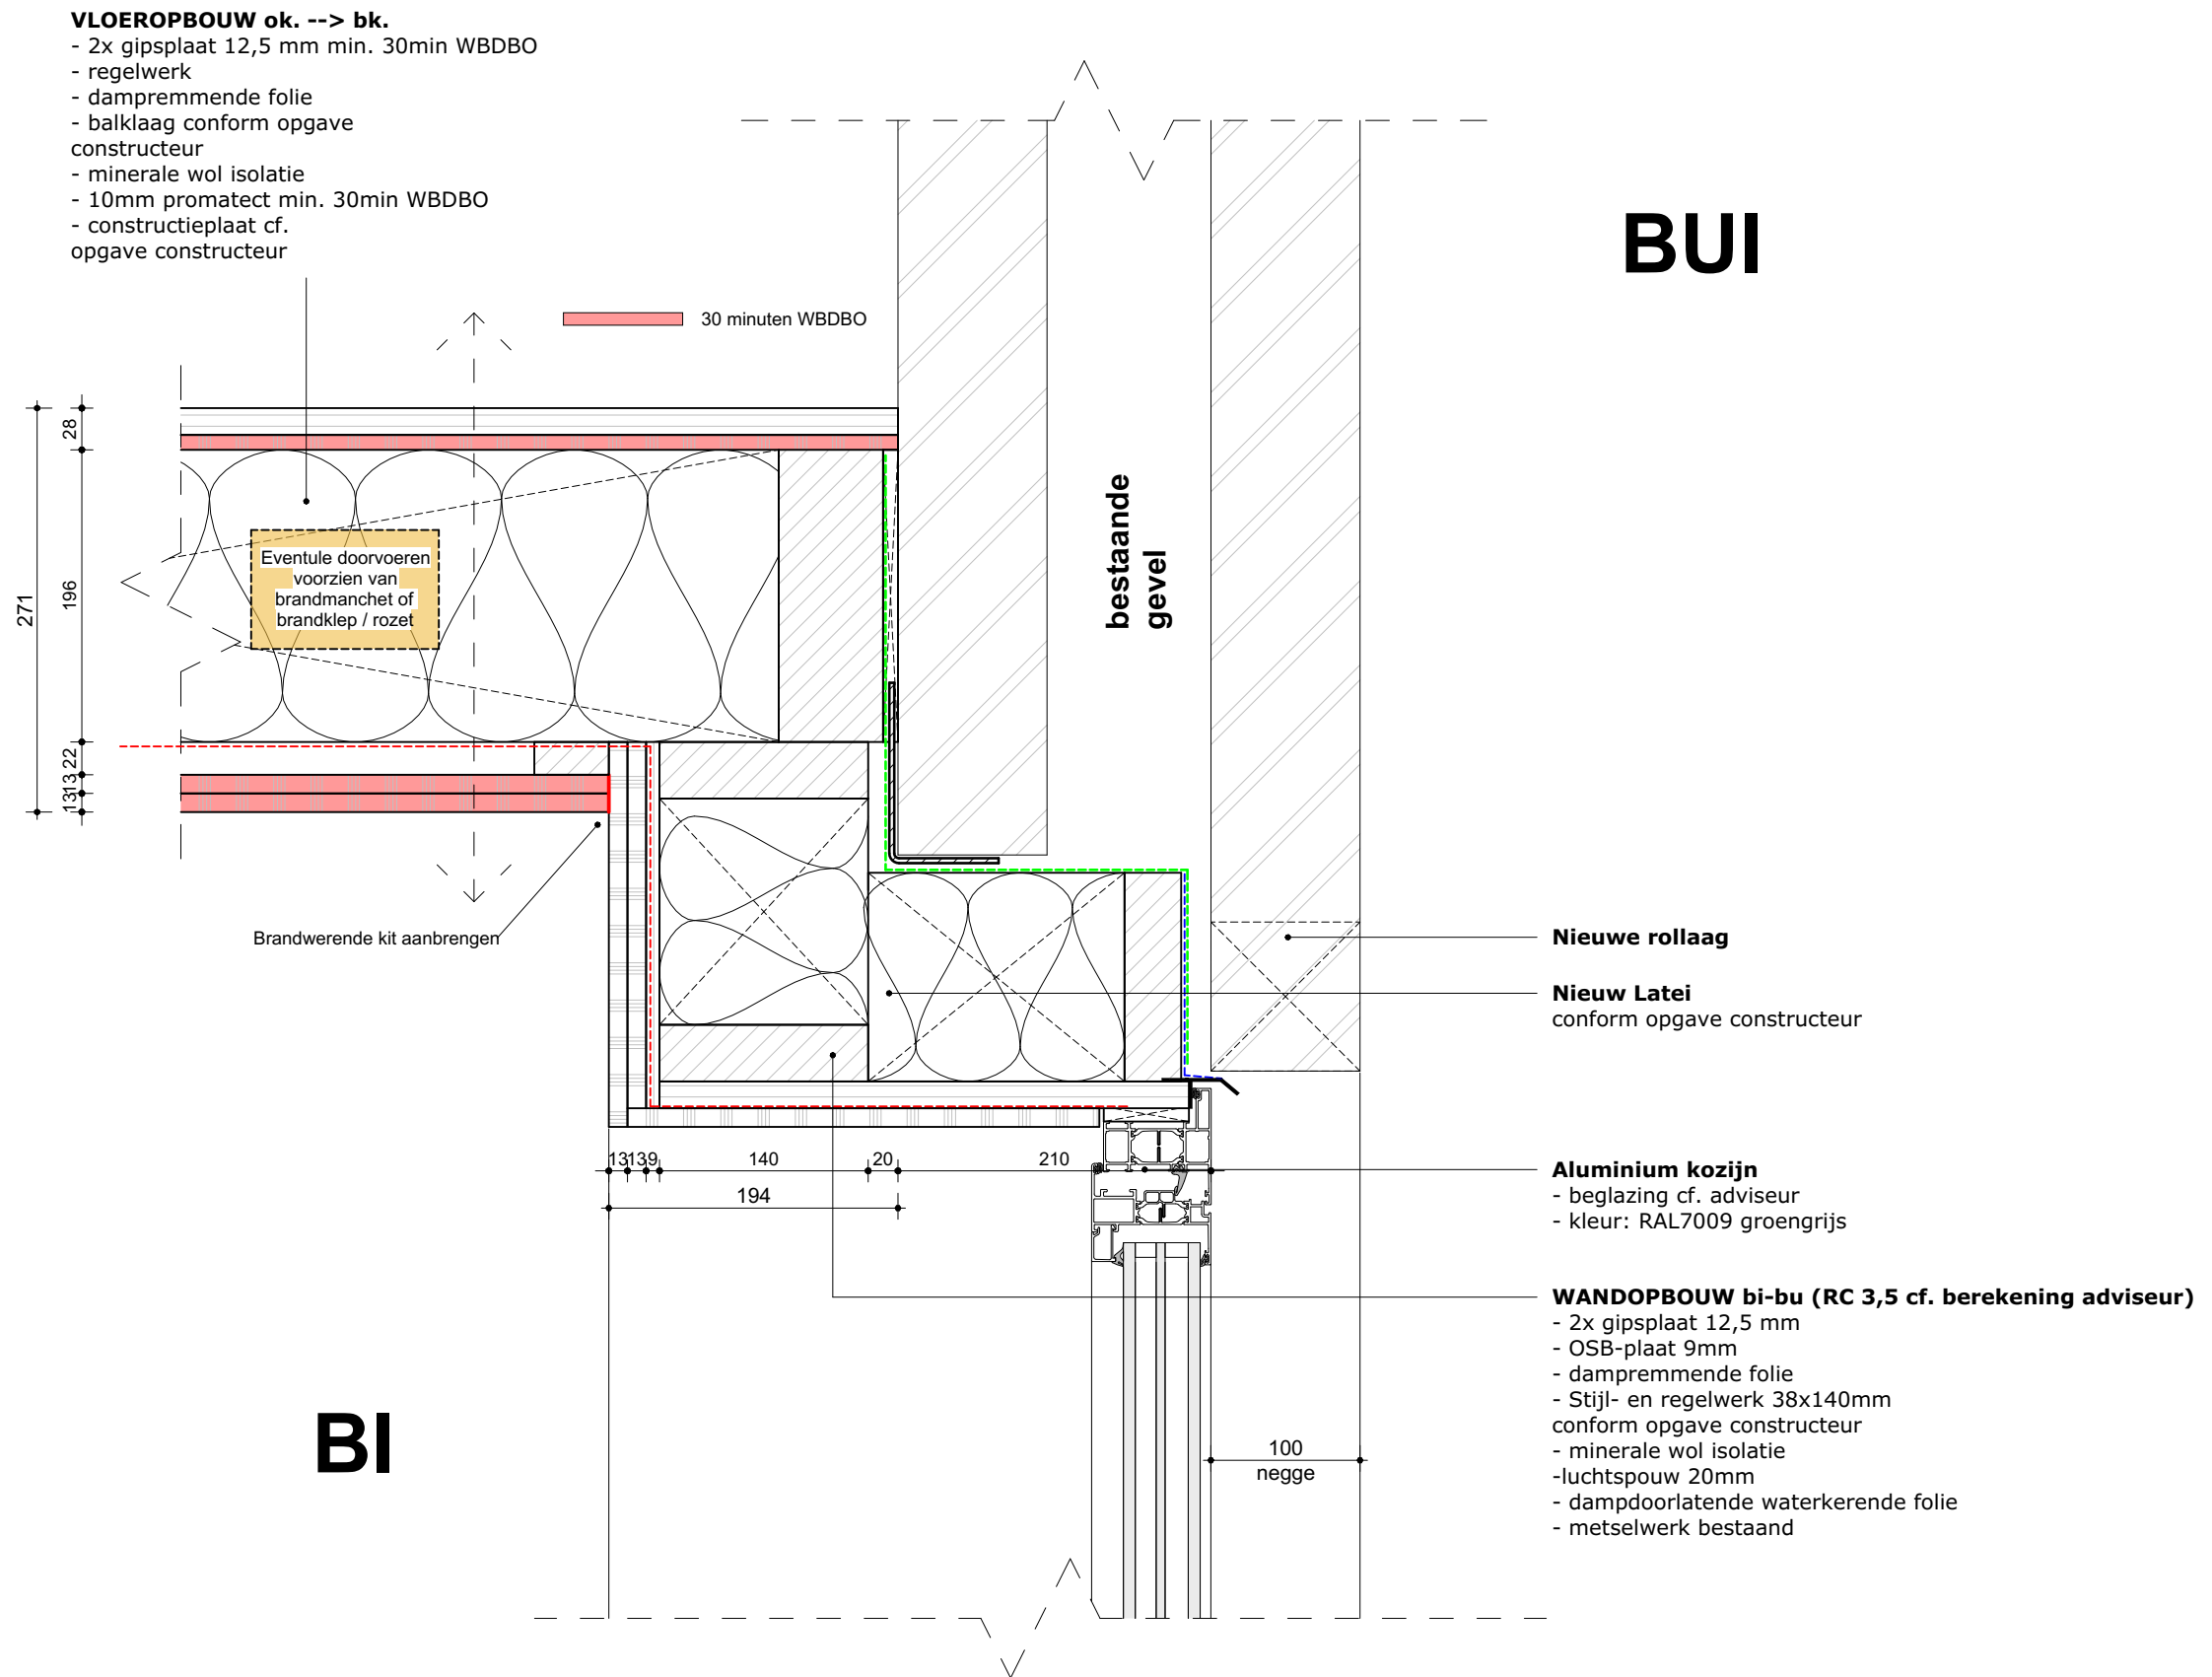 VLOEROPBOUW ok. --> bk.
- 2x gipsplaat 12,5 mm min. 30min WBDBO
- regelwerk
- dampremmende folie
- balklaag conform opgave
constructeur
- minerale wol isolatie
- 10mm promatect min. 30min WBDBO
- constructieplaat cf.
opgave constructeur
BUI
30 minuten WBDBO
bestaande
gevel
28
196
271
22
13
13
Eventule doorvoeren
voorzien van
brandmanchet of
brandklep / rozet
Brandwerende kit aanbrengen
Nieuwe rollaag
Nieuw Latei
conform opgave constructeur
13
13
9
140
20
210
194
Aluminium kozijn
- beglazing cf. adviseur
- kleur: RAL7009 groengrijs
WANDOPBOUW bi-bu (RC 3,5 cf. berekening adviseur)
- 2x gipsplaat 12,5 mm
- OSB-plaat 9mm
- dampremmende folie
- Stijl- en regelwerk 38x140mm
conform opgave constructeur
- minerale wol isolatie
-luchtspouw 20mm
- dampdoorlatende waterkerende folie
- metselwerk bestaand
BI
100
negge